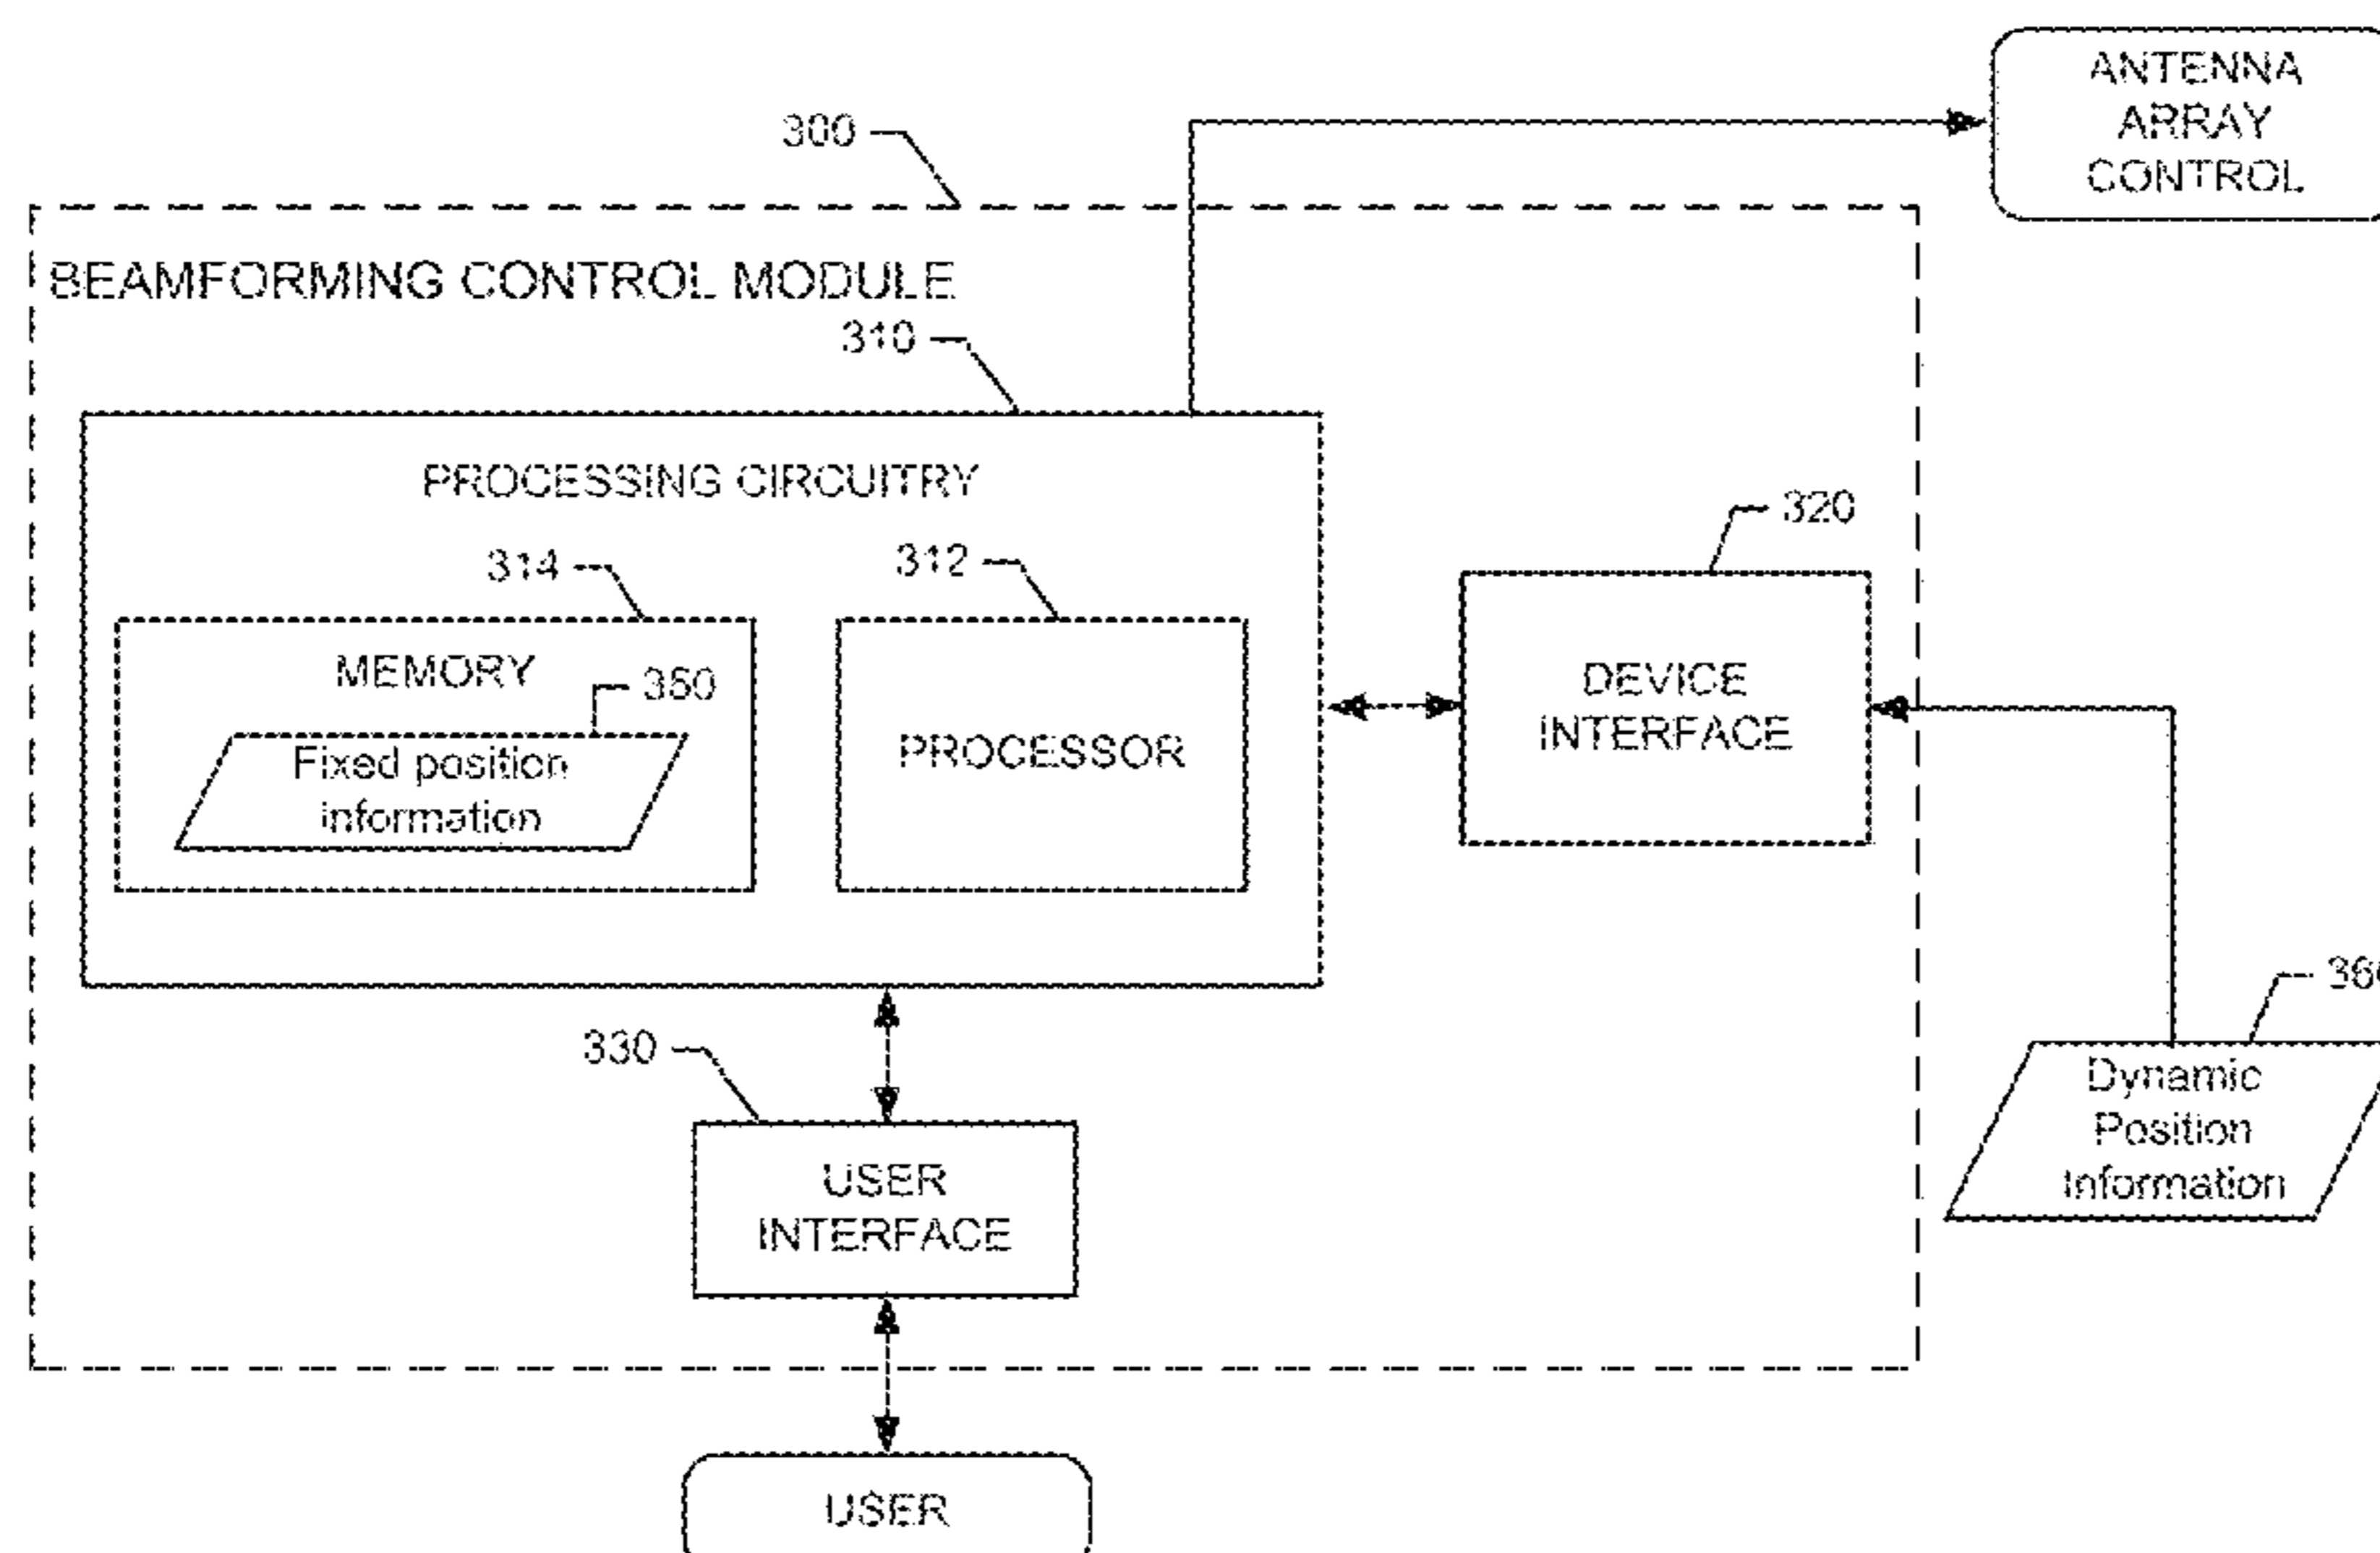 ANTENNA
ARRAY
CONTROL
300
BEAMFORMING CONTROL MODULE
310
PROCESSING CIRCUITRY
320
314
312
MEMORY
350
Fixed position
information
PROCESSOR
DEVICE
INTERFACE
330
Dynamic
Position
Information
USER
INTERFACE
USER